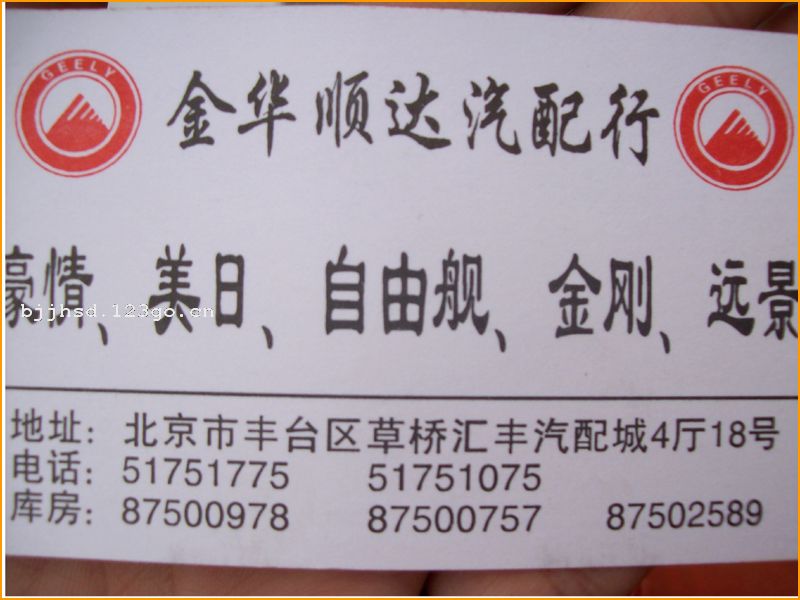 GEELY
金华顺达汽配行
GEELY
豪情、美日、自由舰、金刚、远景
bjjhsd.123go.cn
地址: 北京市丰台区草桥汇丰汽配城4厅18号
电话: 51751775 51751075
库房: 87500978 87500757 87502589